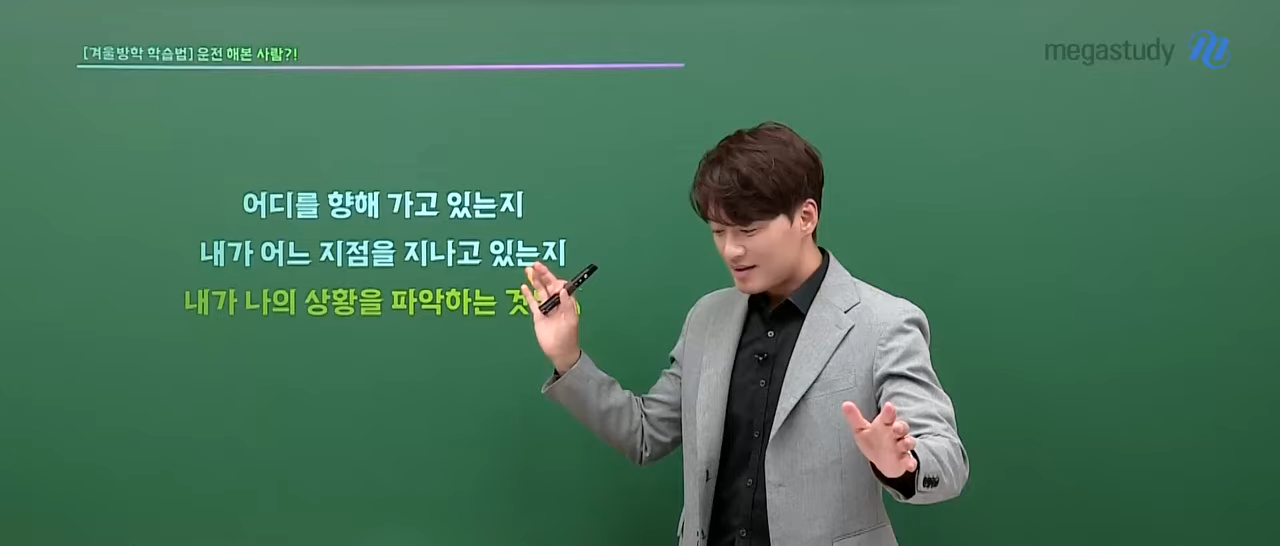 [겨울방학 학습법] 운전 해본 사람?!
megastudy
어디를 향해 가고 있는지
내가 어느 지점을 지나고 있는지
내가 나의 상황을 파악하는